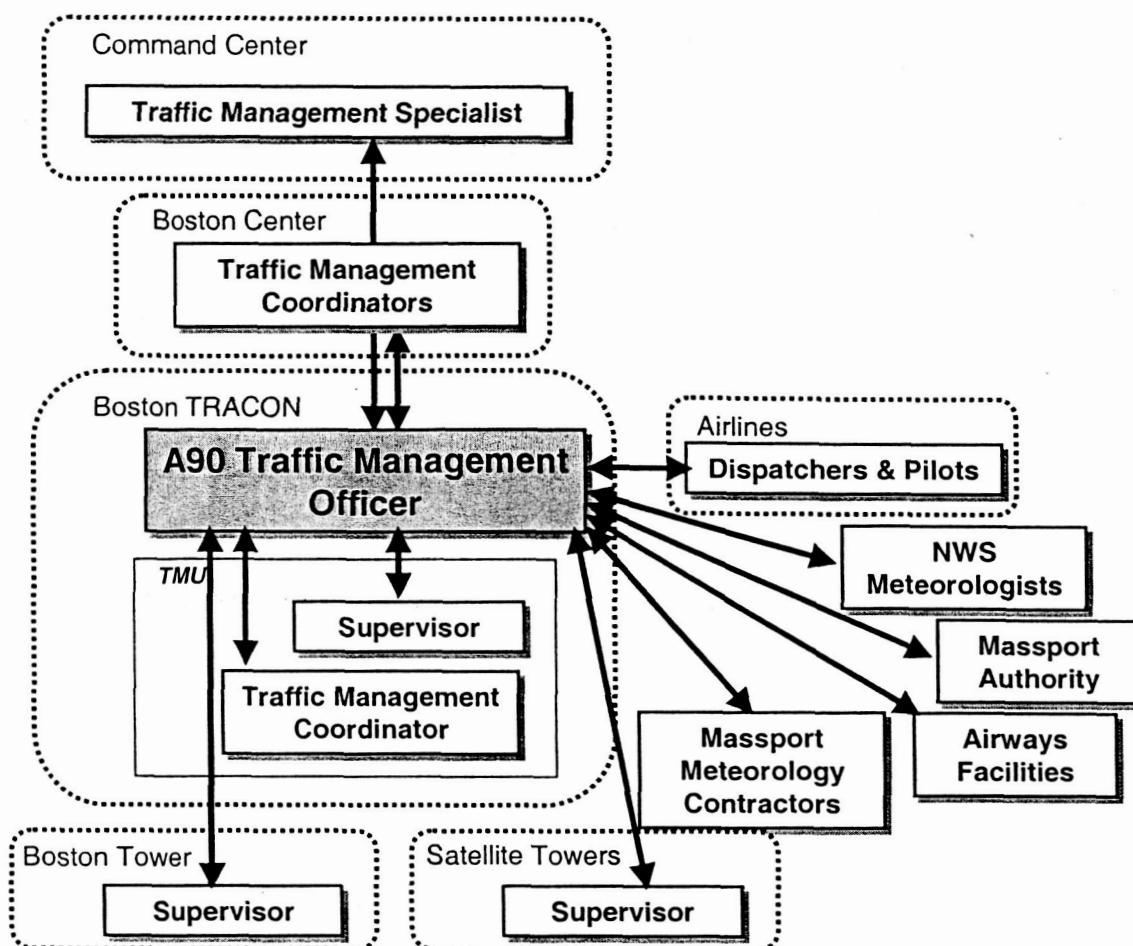 Command Center
Traffic Management Specialist
Boston Center
Traffic Management
Coordinators
Boston TRACON
A90 Traffic Management
Officer
Airlines
Dispatchers & Pilots
NWS
Meteorologists
TMU
Supervisor
Massport
Authority
Traffic Management
Coordinator
Massport
Meteorology
Contractors
Airways
Facilities
Boston Tower
Supervisor
Satellite Towers
Supervisor